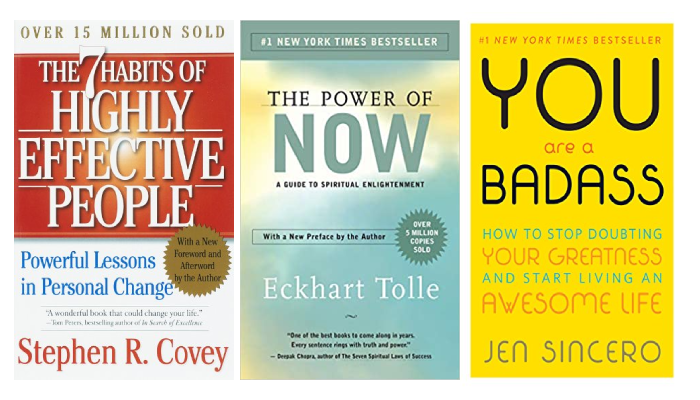 OVER 15 MILLION SOLD
THE 7 HABITS OF
HIGHLY
EFFECTIVE
PEOPLE
With a New
Foreword and
Afterword
by the Author
Powerful Lessons
in Personal Change
"A wonderful book that could change your life."
—Tom Peters, bestselling author of In Search of Excellence
Stephen R. Covey
#1 NEW YORK TIMES BESTSELLER
THE POWER OF
NOW
A GUIDE TO SPIRITUAL ENLIGHTENMENT
With a New Preface by the Author
OVER
5 MILLION
COPIES
SOLD
Eckhart Tolle
"One of the best books to come along in years.
Every sentence rings with truth and power."
— Deepak Chopra, author of The Seven Spiritual Laws of Success
#1 NEW YORK TIMES BESTSELLER
YOU
are a
BADASS
HOW TO STOP DOUBTING
YOUR GREATNESS
AND START LIVING AN
AWESOME LIFE
JEN SINCERO